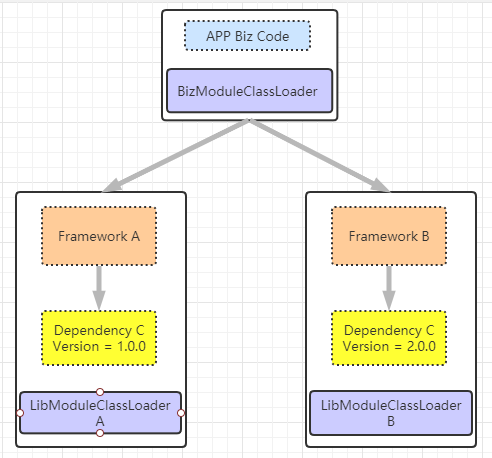 APP Biz Code
BizModuleClassLoader
Framework A
Dependency C
Version = 1.0.0
LibModuleClassLoader
A
Framework B
Dependency C
Version = 2.0.0
LibModuleClassLoader
B